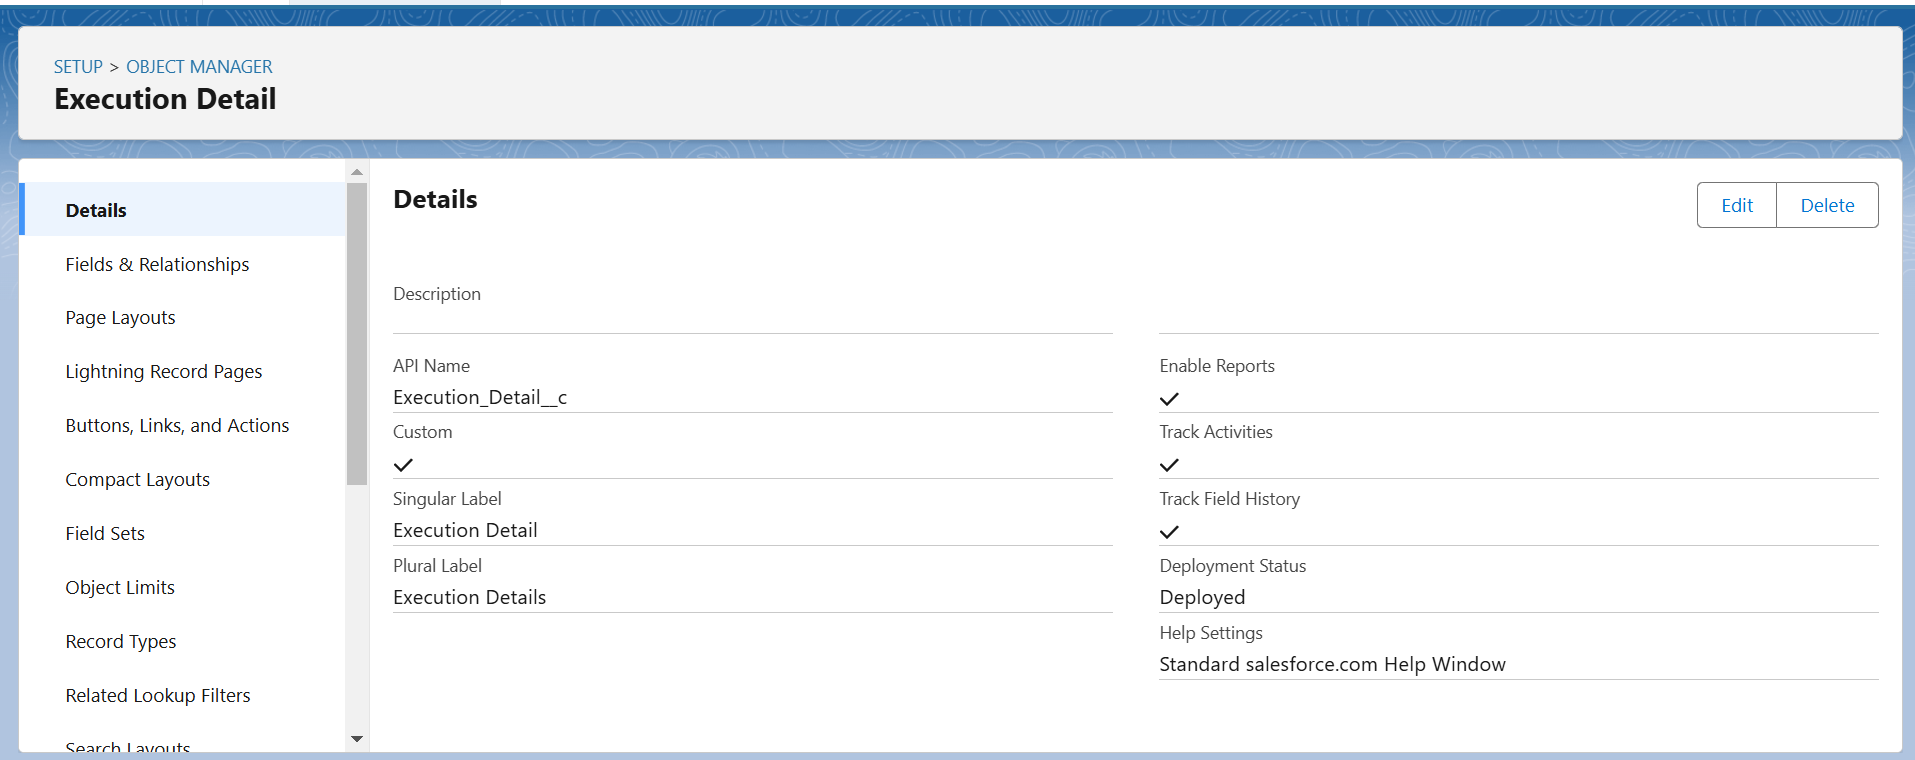 SETUP > OBJECT MANAGER
Execution Detail
Details
Fields & Relationships
Page Layouts
Lightning Record Pages
Buttons, Links, and Actions
Compact Layouts
Field Sets
Object Limits
Record Types
Related Lookup Filters
Search Layouts
Details
Edit
Delete
Description
API Name
Execution_Detail__c
Custom
Singular Label
Execution Detail
Plural Label
Execution Details
Enable Reports
Track Activities
Track Field History
Deployment Status
Deployed
Help Settings
Standard salesforce.com Help Window